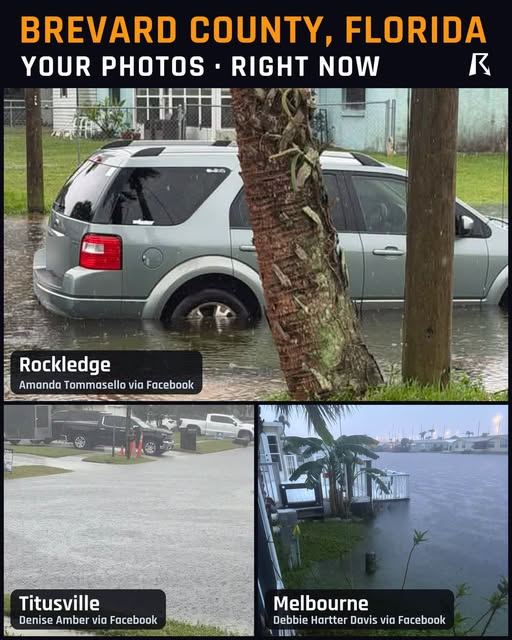 BREVARD COUNTY, FLORIDA
YOUR PHOTOS · RIGHT NOW
Rockledge
Amanda Tommasello via Facebook
Titusville
Denise Amber via Facebook
Melbourne
Debbie Hartter Davis via Facebook